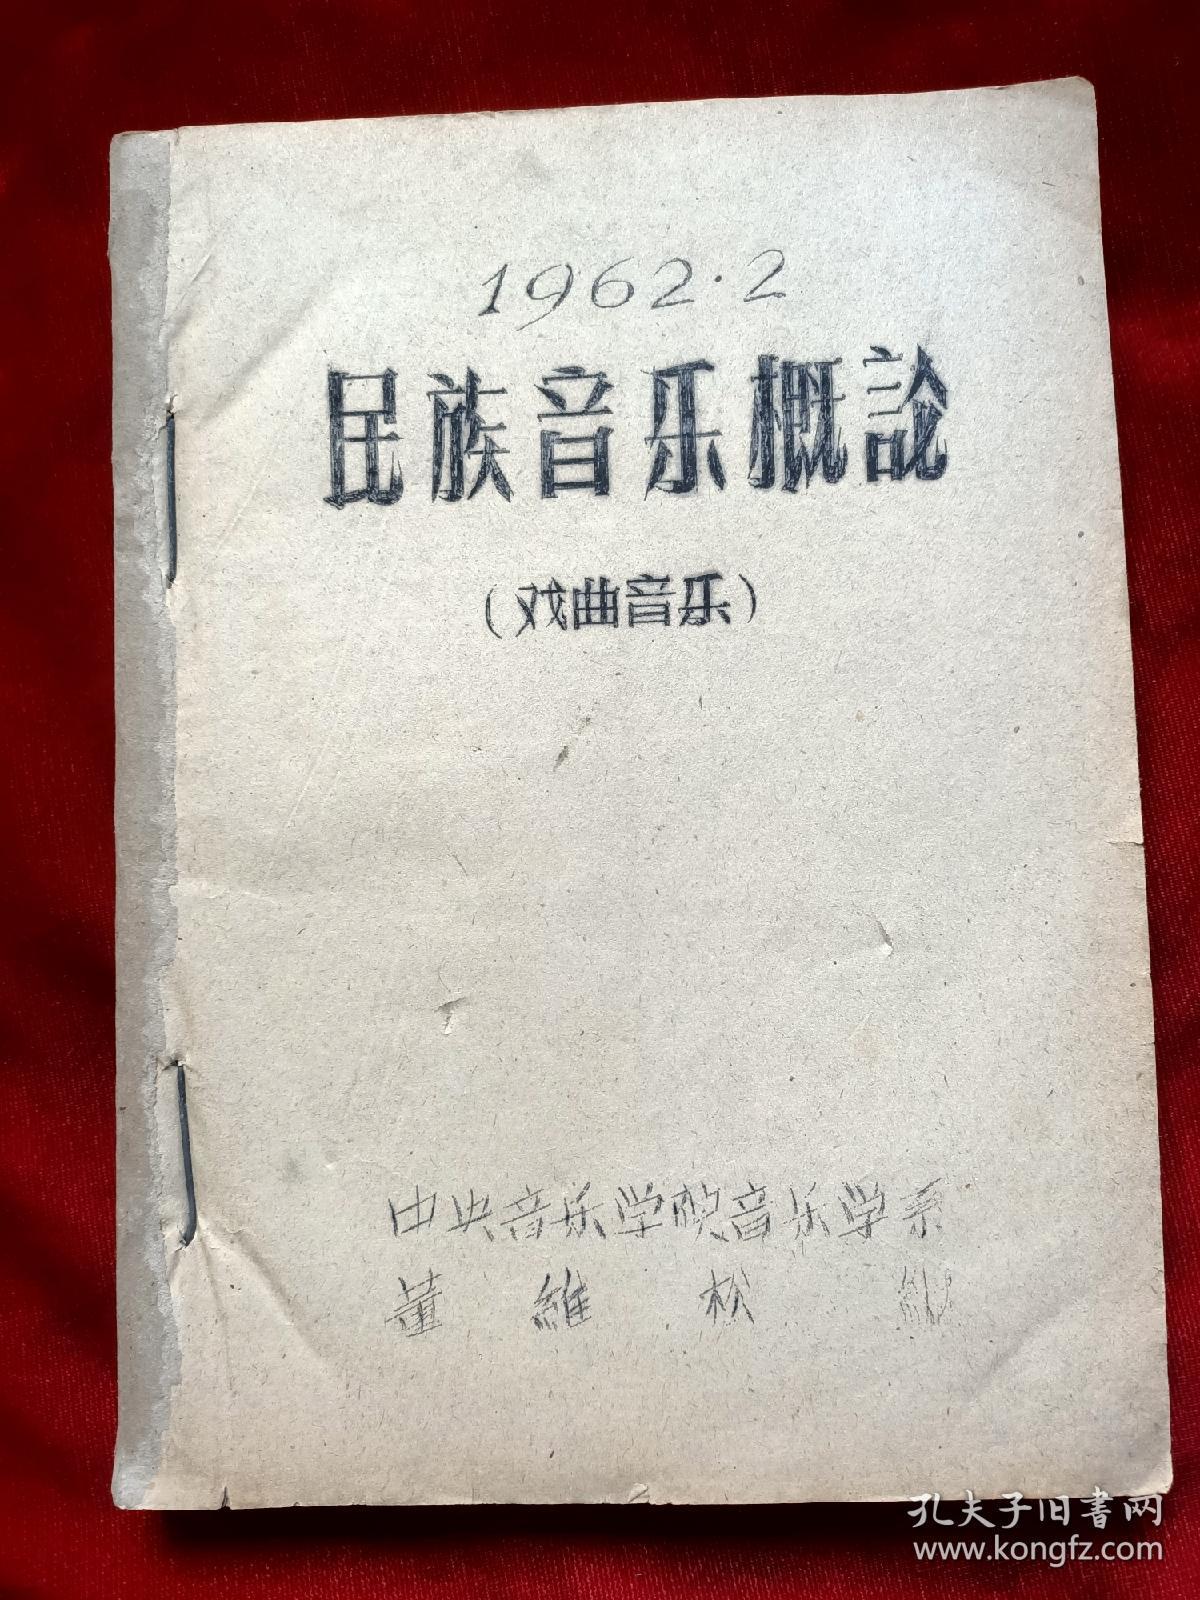 1962·2
民族音乐概論
（戏曲音乐）
中央音乐学院音乐学系
董維松
孔夫子旧書网
www.kongfz.com